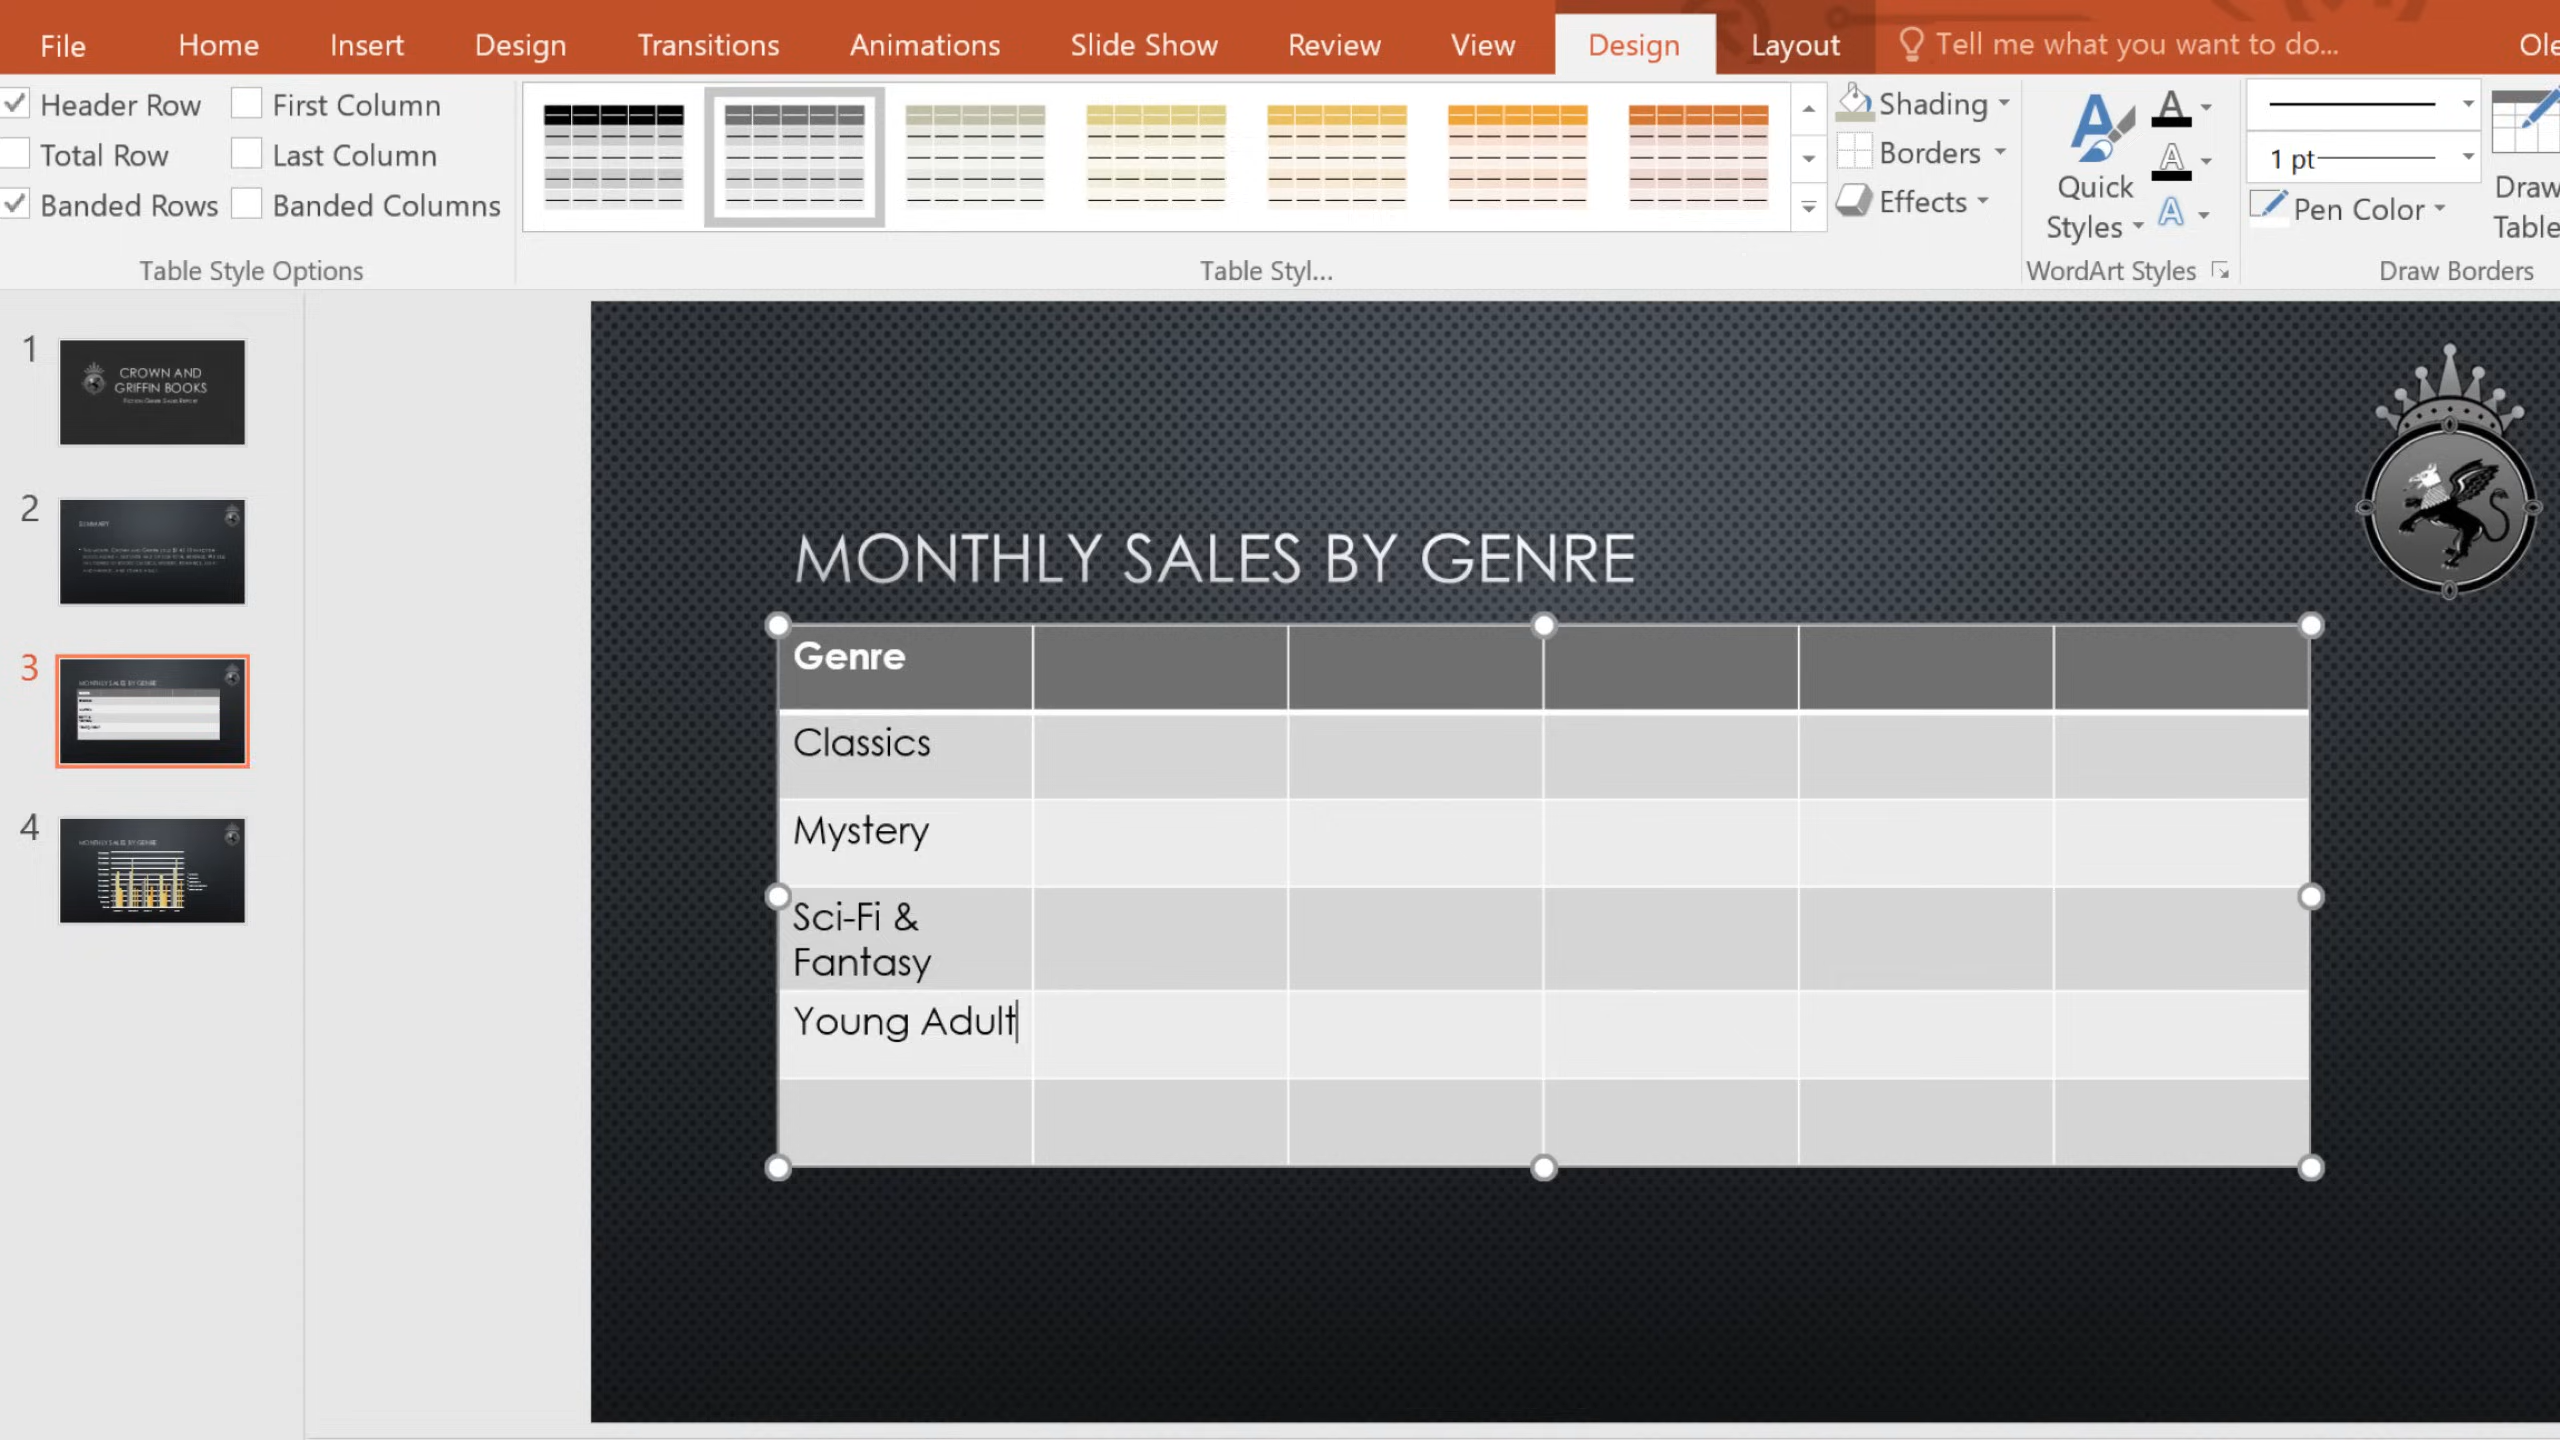 File Home Insert Design Transitions Animations Slide Show Review View Design Layout Tell me what you want to do...
Header Row First Column
Total Row Last Column
Banded Rows Banded Columns
Table Style Options
Table Styl...
Shading
Borders
Effects
Quick
Styles
WordArt Styles
1 pt
Pen Color
Draw
Table
Draw Borders
1
CROWN AND
GRIFFIN BOOKS
Fiction Genre Sales Report
2
SUMMARY
3
MONTHLY SALES BY GENRE
4
MONTHLY SALES BY GENRE
MONTHLY SALES BY GENRE
Genre
Classics
Mystery
Sci-Fi &
Fantasy
Young Adult